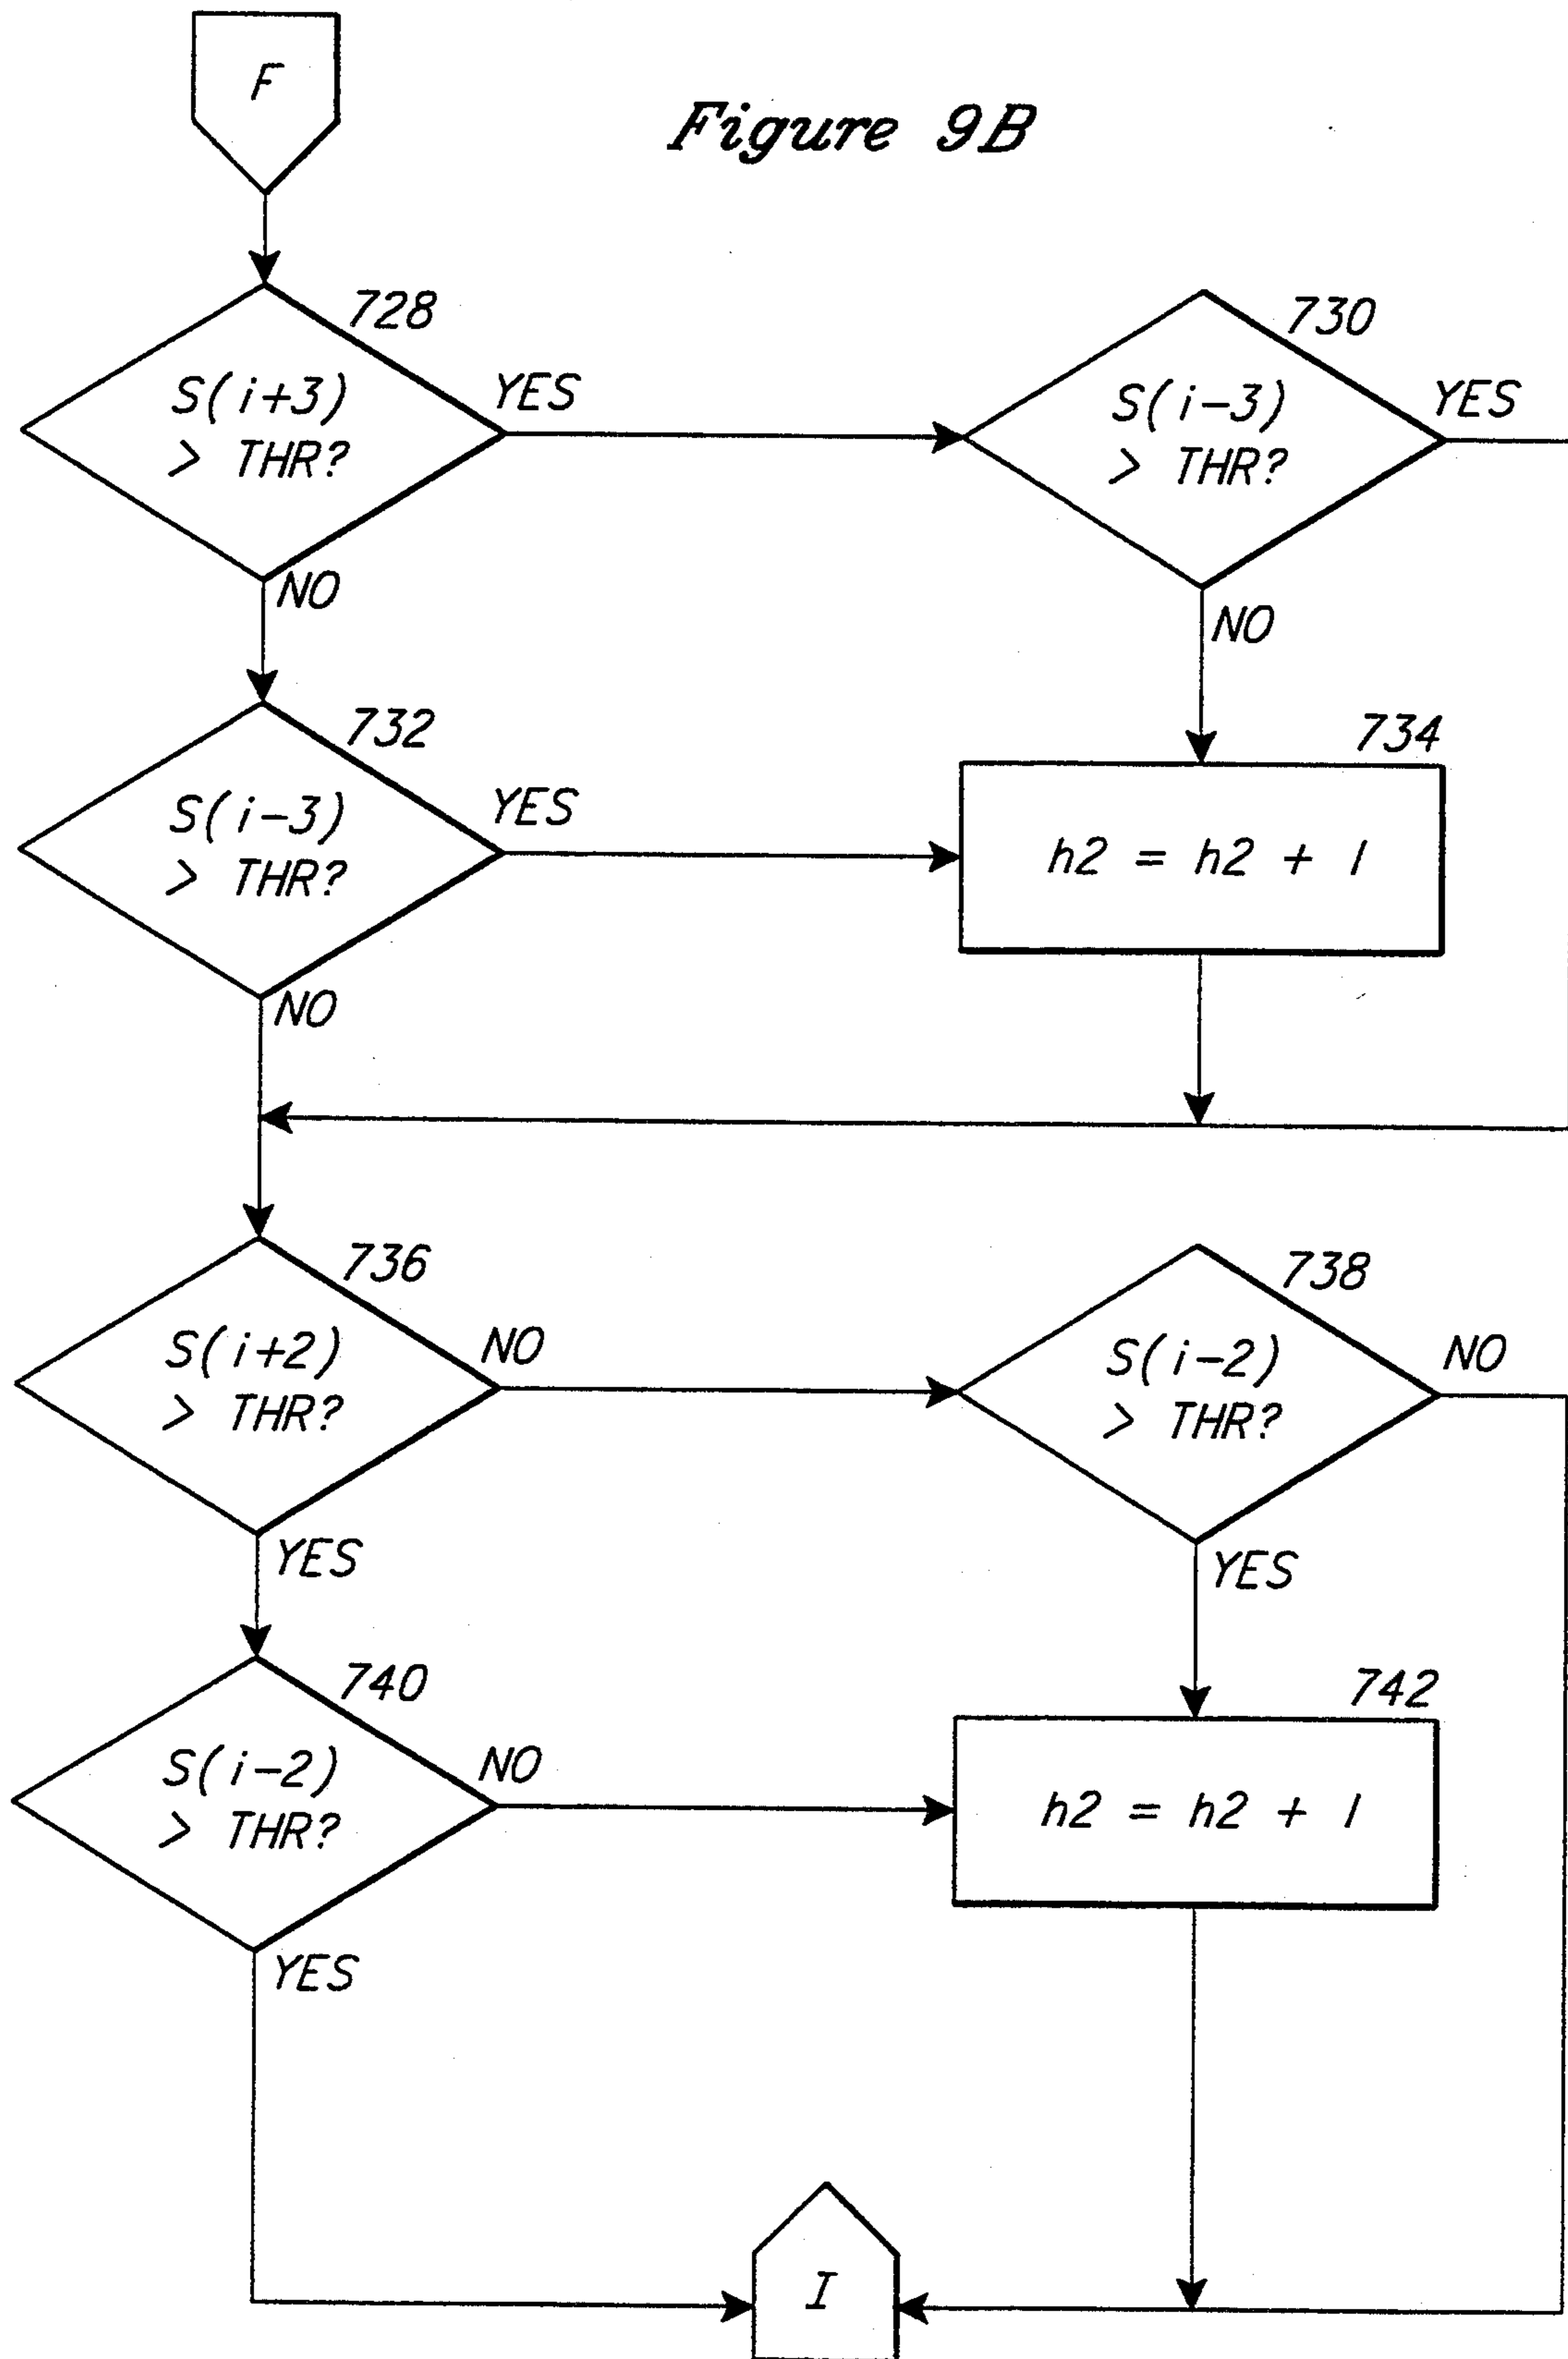 F
Figure 9B
728
S(i+3)
> THR?
YES
NO
730
S(i-3)
> THR?
YES
NO
732
S(i-3)
> THR?
YES
NO
734
h2 = h2 + 1
736
S(i+2)
> THR?
NO
YES
738
S(i-2)
> THR?
NO
YES
740
S(i-2)
> THR?
NO
YES
742
h2 = h2 + 1
I